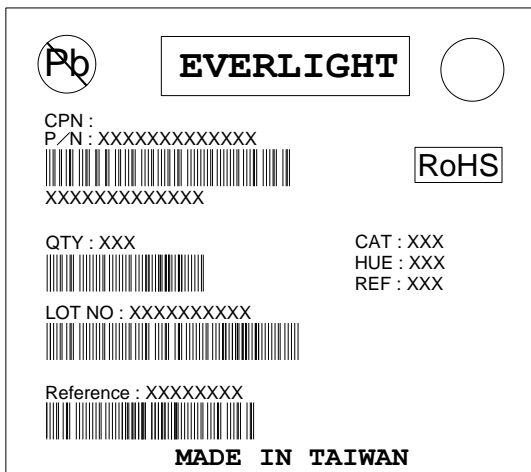 Pb
EVERLIGHT
CPN :
P/N : XXXXXXXXXXXXX
XXXXXXXXXXXXX
RoHS
QTY : XXX
CAT : XXX
HUE : XXX
REF : XXX
LOT NO : XXXXXXXXXX
Reference : XXXXXXXX
MADE IN TAIWAN